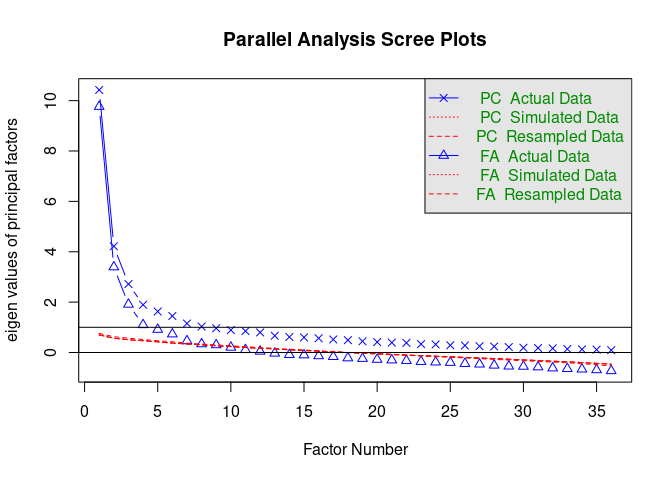 Parallel Analysis Scree Plots
eigen values of principal factors
10
8
6
4
2
0
PC Actual Data
PC Simulated Data
PC Resampled Data
FA Actual Data
FA Simulated Data
FA Resampled Data
0 5 10 15 20 25 30 35
Factor Number